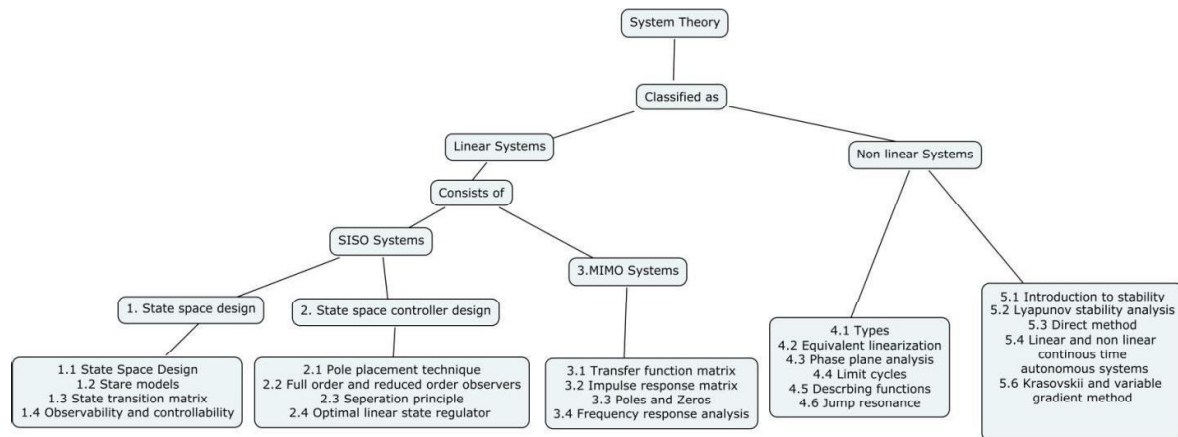 System Theory
Classified as
Linear Systems
Non linear Systems
Consists of
SISO Systems
3.MIMO Systems
1. State space design
2. State space controller design
1.1 State Space Design
1.2 Stare models
1.3 State transition matrix
1.4 Observability and controllability
2.1 Pole placement technique
2.2 Full order and reduced order observers
2.3 Seperation principle
2.4 Optimal linear state regulator
3.1 Transfer function matrix
3.2 Impulse response matrix
3.3 Poles and Zeros
3.4 Frequency response analysis
4.1 Types
4.2 Equivalent linearization
4.3 Phase plane analysis
4.4 Limit cycles
4.5 Descrbing functions
4.6 Jump resonance
5.1 Introduction to stability
5.2 Lyapunov stability analysis
5.3 Direct method
5.4 Linear and non linear
continous time
autonomous systems
5.6 Krasovskii and variable
gradient method